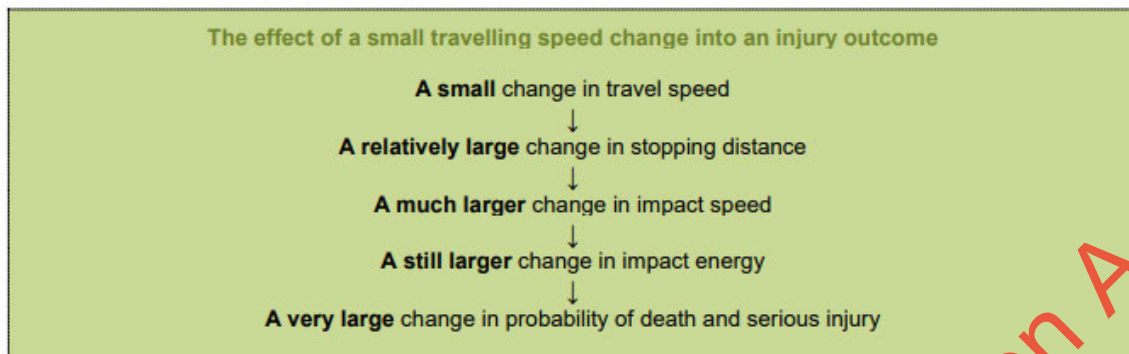 The effect of a small travelling speed change into an injury outcome
A small change in travel speed
↓
A relatively large change in stopping distance
↓
A much larger change in impact speed
↓
A still larger change in impact energy
↓
A very large change in probability of death and serious injury